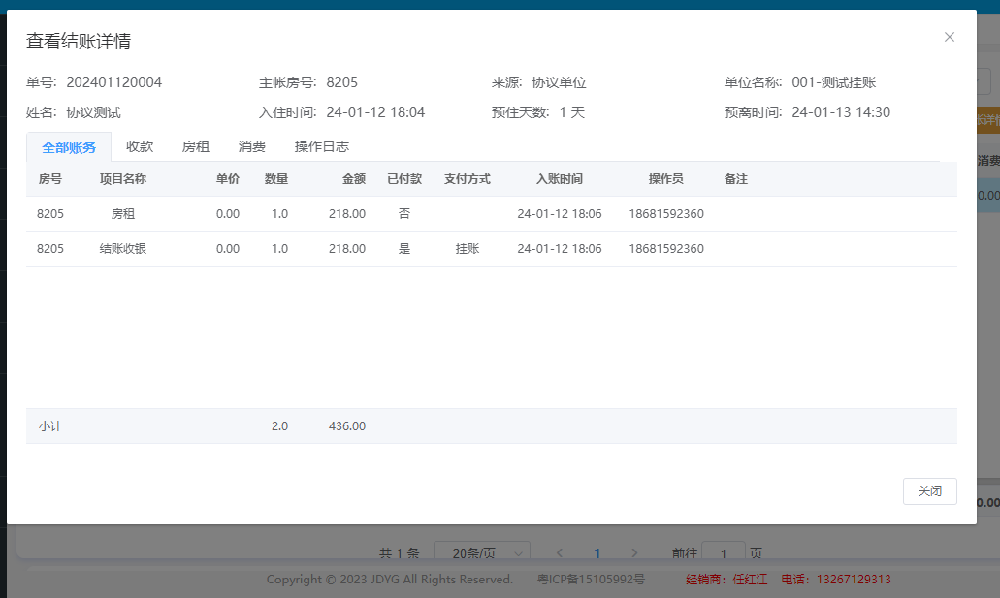 查看结账详情
单号: 202401120004 主帐房号: 8205 来源: 协议单位 单位名称: 001-测试挂账
姓名: 协议测试 入住时间: 24-01-12 18:04 预住天数: 1 天 预离时间: 24-01-13 14:30
全部账务 收款 房租 消费 操作日志
房号 项目名称 单价 数量 金额 已付款 支付方式 入账时间 操作员 备注
8205 房租 0.00 1.0 218.00 否 24-01-12 18:06 18681592360
8205 结账收银 0.00 1.0 218.00 是 挂账 24-01-12 18:06 18681592360
小计 2.0 436.00
关闭
消费
0.00
0.00
共 1 条 20条/页 1 前往 1 页
Copyright © 2023 JDYG All Rights Reserved. 粤ICP备15105992号 经销商: 任红江 电话: 13267129313